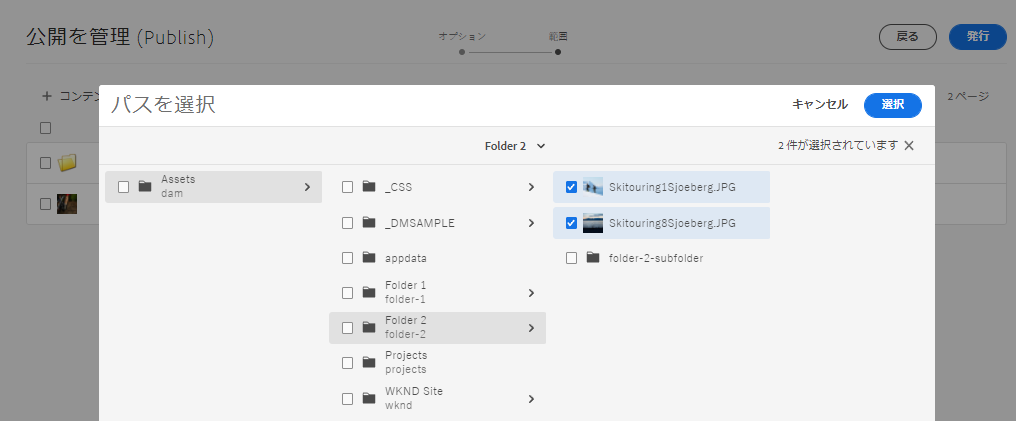 公開を管理 (Publish)
オプション
範囲
戻る
発行
＋ コンテン
2 ページ
パスを選択
キャンセル
選択
Folder 2
2 件が選択されています
Assets
dam
_CSS
_DMSAMPLE
appdata
Folder 1
folder-1
Folder 2
folder-2
Projects
projects
WKND Site
wknd
Skitouring1Sjoeberg.JPG
Skitouring8Sjoeberg.JPG
folder-2-subfolder